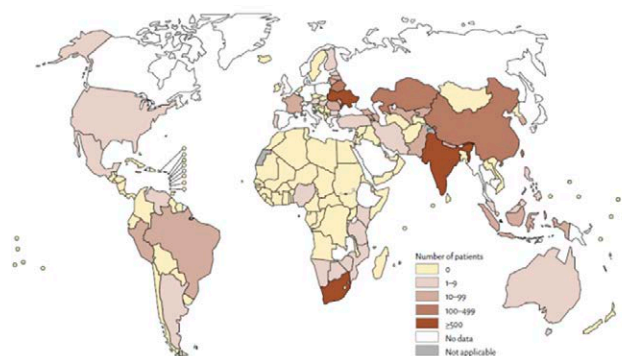 Number of patients
0
1–9
10–99
100–499
≥500
No data
Not applicable